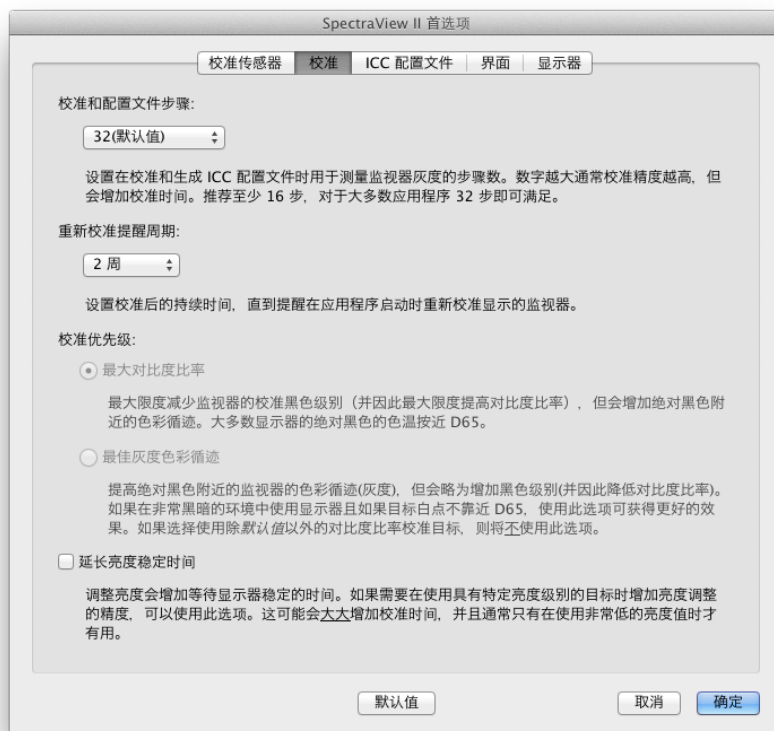 SpectraView II 首选项
校准传感器 校准 ICC 配置文件 界面 显示器
校准和配置文件步骤:
32(默认值)
设置在校准和生成 ICC 配置文件时用于测量监视器灰度的步骤数。数字越大通常校准精度越高，但
会增加校准时间。推荐至少 16 步，对于大多数应用程序 32 步即可满足。
重新校准提醒周期:
2 周
设置校准后的持续时间，直到提醒在应用程序启动时重新校准显示的监视器。
校准优先级:
最大对比度比率
最大限度减少监视器的校准黑色级别（并因此最大限度提高对比度比率），但会增加绝对黑色附
近的色彩循迹。大多数显示器的绝对黑色的色温按近 D65。
最佳灰度色彩循迹
提高绝对黑色附近的监视器的色彩循迹(灰度)，但会略为增加黑色级别(并因此降低对比度比率)。
如果在非常黑暗的环境中使用显示器且如果目标白点不靠近 D65，使用此选项可获得更好的效
果。如果选择使用除默认值以外的对比度比率校准目标，则将不使用此选项。
延长亮度稳定时间
调整亮度会增加等待显示器稳定的时间。如果需要在使用具有特定亮度级别的目标时增加亮度调整
的精度，可以使用此选项。这可能会大大增加校准时间，并且通常只有在使用非常低的亮度值时才
有用。
默认值 取消 确定